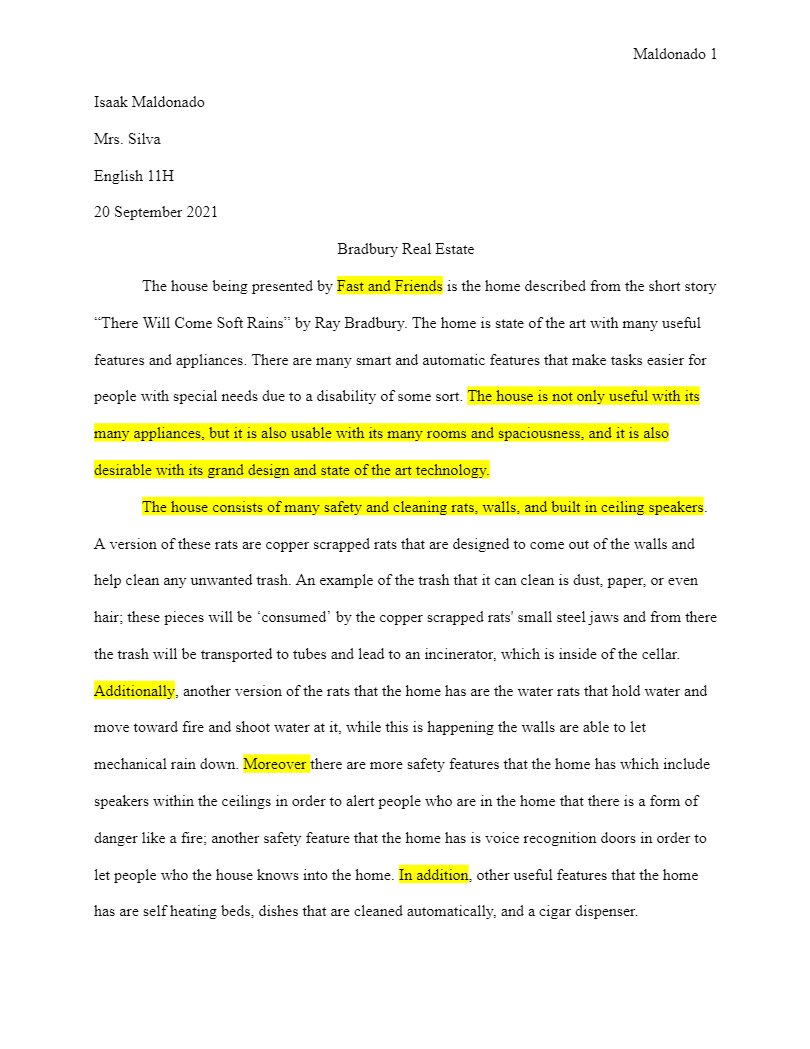 Maldonado 1
Isaak Maldonado
Mrs. Silva
English 11H
20 September 2021
Bradbury Real Estate
The house being presented by Fast and Friends is the home described from the short story
“There Will Come Soft Rains” by Ray Bradbury. The home is state of the art with many useful
features and appliances. There are many smart and automatic features that make tasks easier for
people with special needs due to a disability of some sort. The house is not only useful with its
many appliances, but it is also usable with its many rooms and spaciousness, and it is also
desirable with its grand design and state of the art technology.
The house consists of many safety and cleaning rats, walls, and built in ceiling speakers.
A version of these rats are copper scrapped rats that are designed to come out of the walls and
help clean any unwanted trash. An example of the trash that it can clean is dust, paper, or even
hair; these pieces will be ‘consumed’ by the copper scrapped rats' small steel jaws and from there
the trash will be transported to tubes and lead to an incinerator, which is inside of the cellar.
Additionally, another version of the rats that the home has are the water rats that hold water and
move toward fire and shoot water at it, while this is happening the walls are able to let
mechanical rain down. Moreover there are more safety features that the home has which include
speakers within the ceilings in order to alert people who are in the home that there is a form of
danger like a fire; another safety feature that the home has is voice recognition doors in order to
let people who the house knows into the home. In addition, other useful features that the home
has are self heating beds, dishes that are cleaned automatically, and a cigar dispenser.